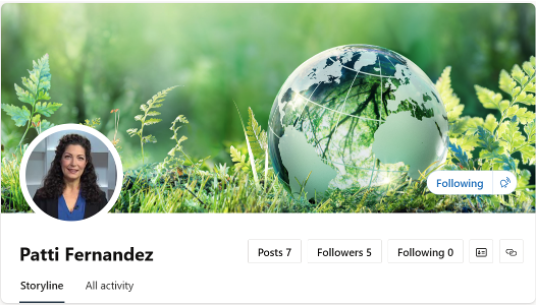 Following
Patti Fernandez
Posts 7
Followers 5
Following 0
Storyline
All activity